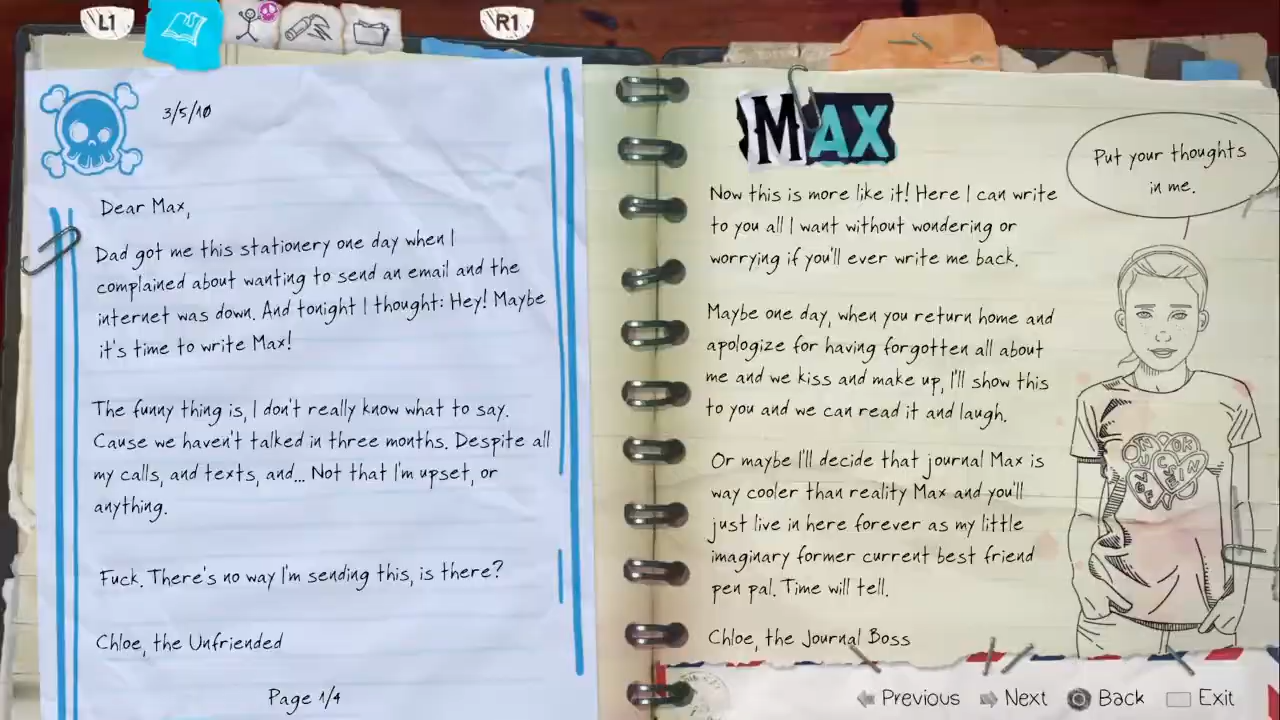 L1
R1
3/5/10
Dear Max,
Dad got me this stationery one day when I
complained about wanting to send an email and the
internet was down. And tonight I thought: Hey! Maybe
it's time to write Max!
The funny thing is, I don't really know what to say.
Cause we haven't talked in three months. Despite all
my calls, and texts, and... Not that I'm upset, or
anything.
Fuck. There's no way I'm sending this, is there?
Chloe, the Unfriended
Page 1/4
MAX
Now this is more like it! Here I can write
to you all I want without wondering or
worrying if you'll ever write me back.
Maybe one day, when you return home and
apologize for having forgotten all about
me and we kiss and make up, I'll show this
to you and we can read it and laugh.
Or maybe I'll decide that journal Max is
way cooler than reality Max and you'll
just live in here forever as my little
imaginary former current best friend
pen pal. Time will tell.
Chloe, the Journal Boss
Put your thoughts
in me.
Previous Next Back Exit